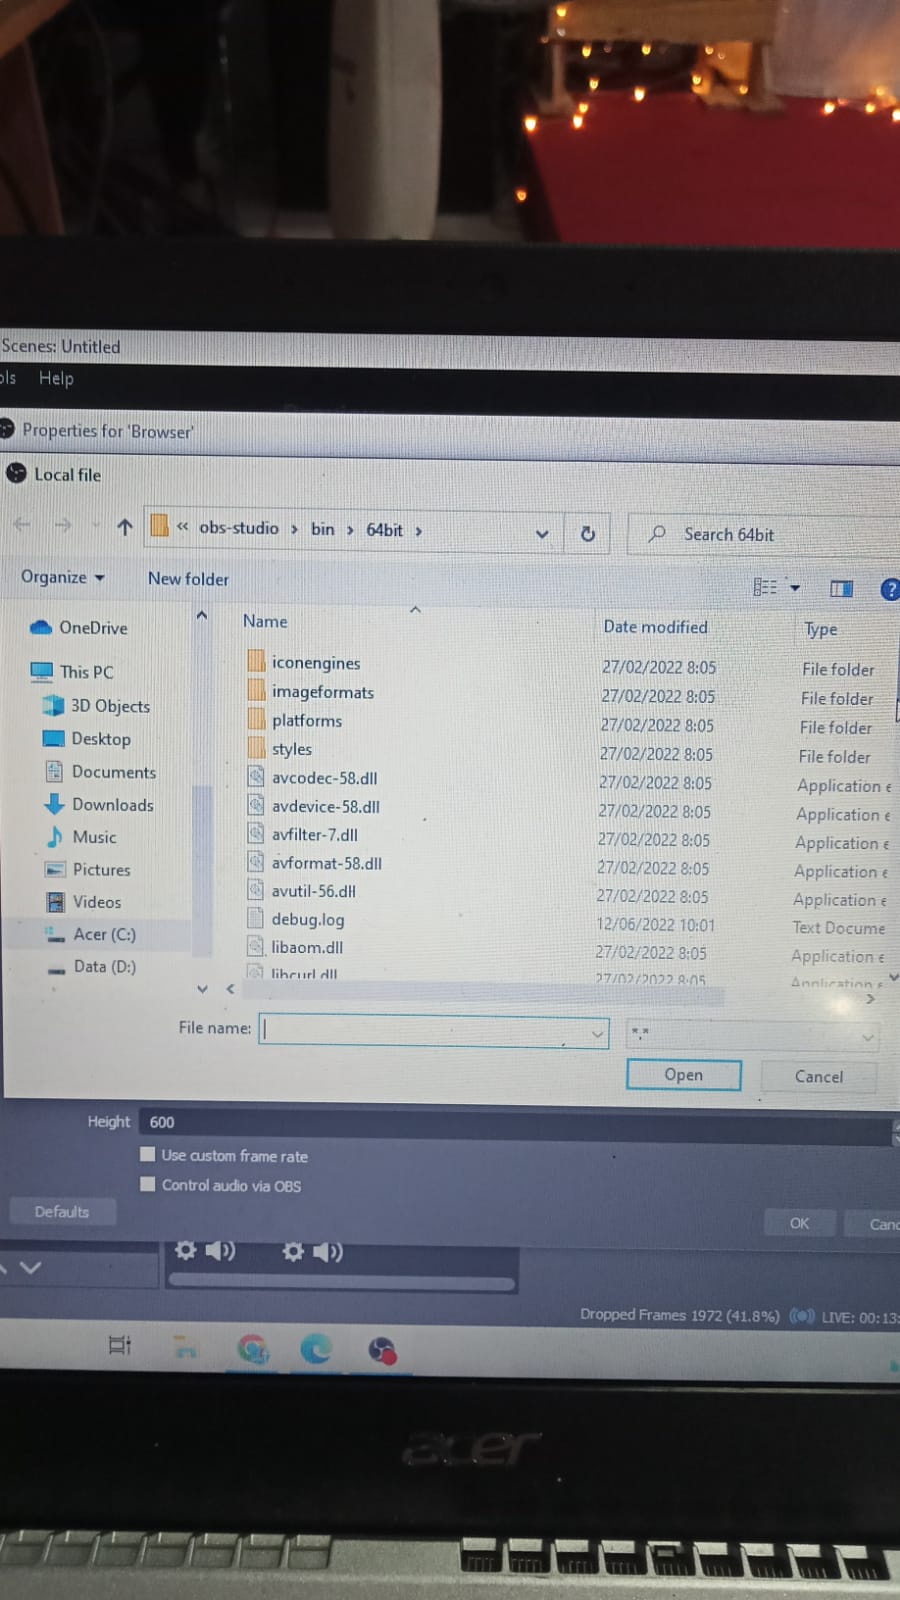 Scenes: Untitled
ols Help
Properties for 'Browser'
Local file
« obs-studio › bin › 64bit ›
Search 64bit
Organize
New folder
Name
Date modified
Type
OneDrive
This PC
3D Objects
Desktop
Documents
Downloads
Music
Pictures
Videos
Acer (C:)
Data (D:)
iconengines 27/02/2022 8:05 File folder
imageformats 27/02/2022 8:05 File folder
platforms 27/02/2022 8:05 File folder
styles 27/02/2022 8:05 File folder
avcodec-58.dll 27/02/2022 8:05 Application e
avdevice-58.dll 27/02/2022 8:05 Application e
avfilter-7.dll 27/02/2022 8:05 Application e
avformat-58.dll 27/02/2022 8:05 Application e
avutil-56.dll 27/02/2022 8:05 Application e
debug.log 12/06/2022 10:01 Text Docume
libaom.dll 27/02/2022 8:05 Application e
libcurl.dll 27/02/2022 8:05 Application e
File name:
*.*
Open
Cancel
Height 600
Use custom frame rate
Control audio via OBS
Defaults
OK
Canc
Dropped Frames 1972 (41.8%) LIVE: 00:13:
acer